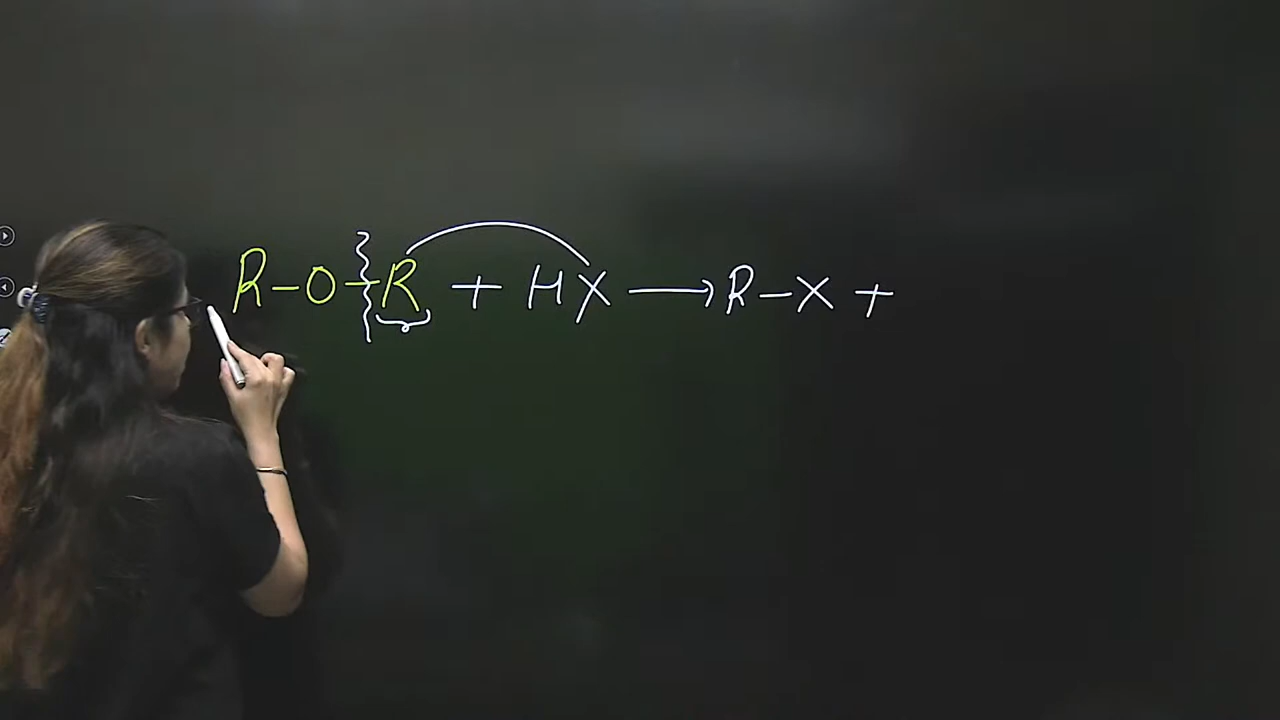 R-O-R + HX ⟶ R-X +